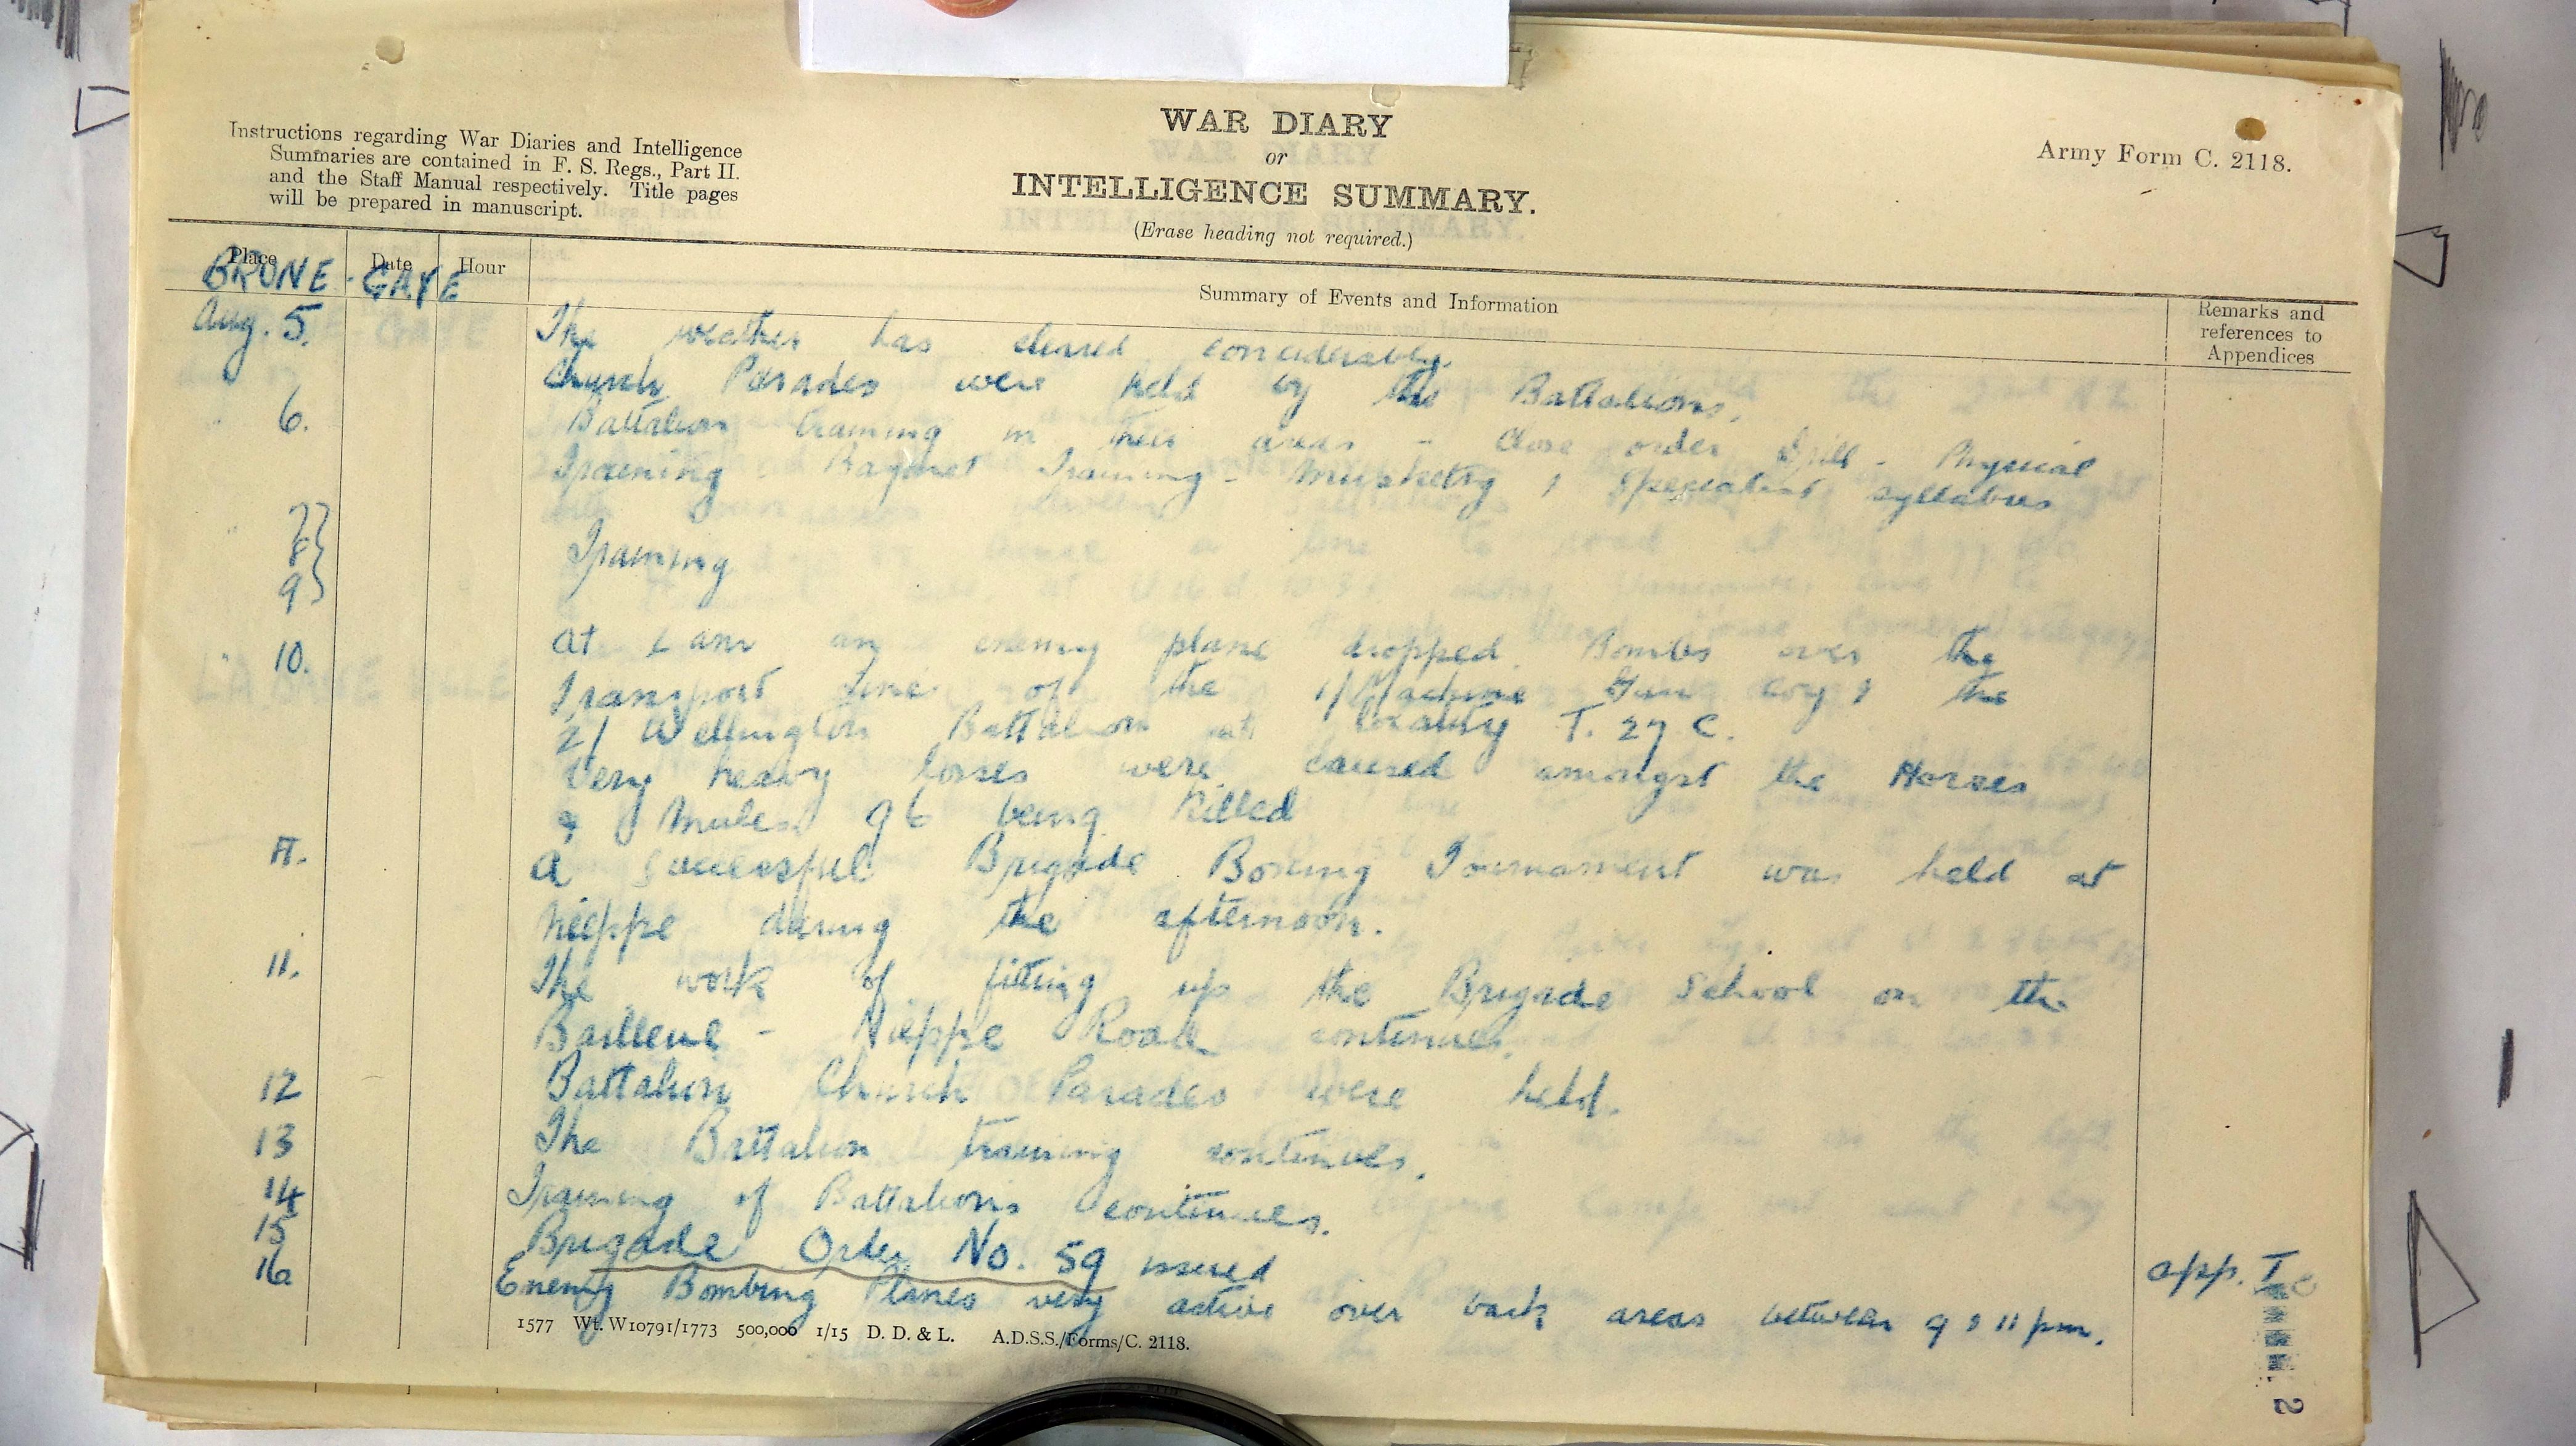 WAR DIARY
or
INTELLIGENCE SUMMARY.
(Erase heading not required.)
Army Form C. 2118.
Instructions regarding War Diaries and Intelligence
Summaries are contained in F. S. Regs., Part II.
and the Staff Manual respectively. Title pages
will be prepared in manuscript.
Place Date Hour
BRUNE - GAYE
Summary of Events and Information
Remarks and
references to
Appendices
Aug. 5. The weather has cleared considerably.
Church Parades were held by the Battalions.
6. Battalion training in their areas - Close order Drill - Physical
Training - Bayonet Training - Musketry & Specialist syllabus
7}
8} Training
9}
10. At am an enemy plane dropped Bombs over the
Transport Line of the 1/ Machine Gun Coy & the
2/ Wellington Battalion at locality T. 27 C.
Very heavy losses were caused amongst the Horses
& Mules 96 being killed
A successful Brigade Boxing Tournament was held at
Nieppe during the afternoon.
11. The work of fitting up the Brigade School on the
Bailleul - Nieppe Road continues.
12 Battalion Church Parades were held.
13 The Battalion training continues.
14 Training of Battalions continues.
15 Brigade Order No. 59 issued
app. I
16 Enemy Bombing Planes very active over back areas between 9 & 11 pm.
1577 Wt. W10791/1773 500,000 1/15 D. D. & L. A.D.S.S./Forms/C. 2118.
2